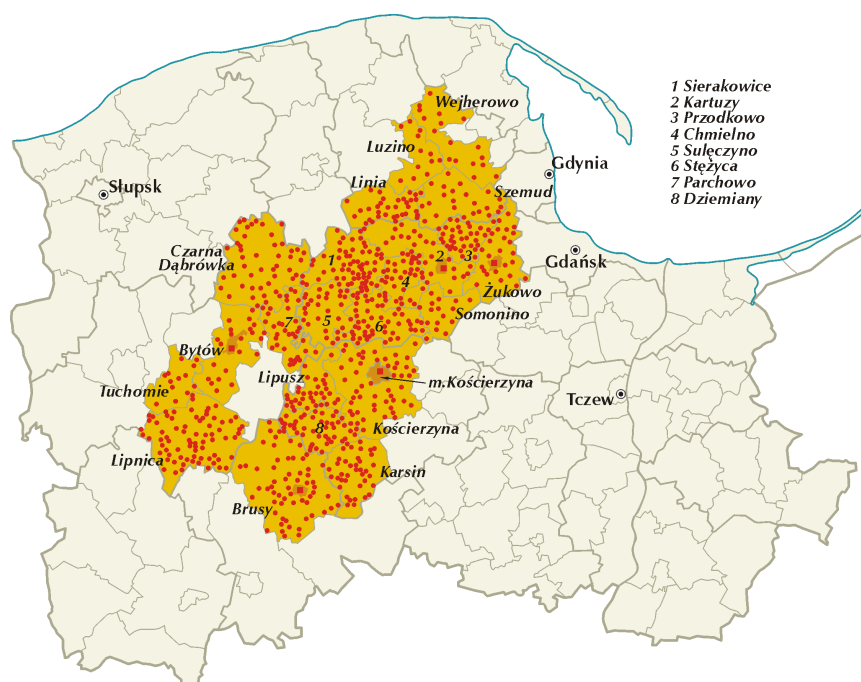 Wejherowo
1 Sierakowice
2 Kartuzy
3 Przodkowo
4 Chmielno
5 Sulęczyno
6 Stężyca
7 Parchowo
8 Dziemiany
Luzino
Gdynia
Linia
Słupsk
Szemud
Czarna
Dąbrówka
1
2
3
Gdańsk
4
Żukowo
Somonino
7
5
6
Bytów
Lipusz
m.Kościerzyna
Tuchomie
Tczew
8
Kościerzyna
Lipnica
Karsin
Brusy